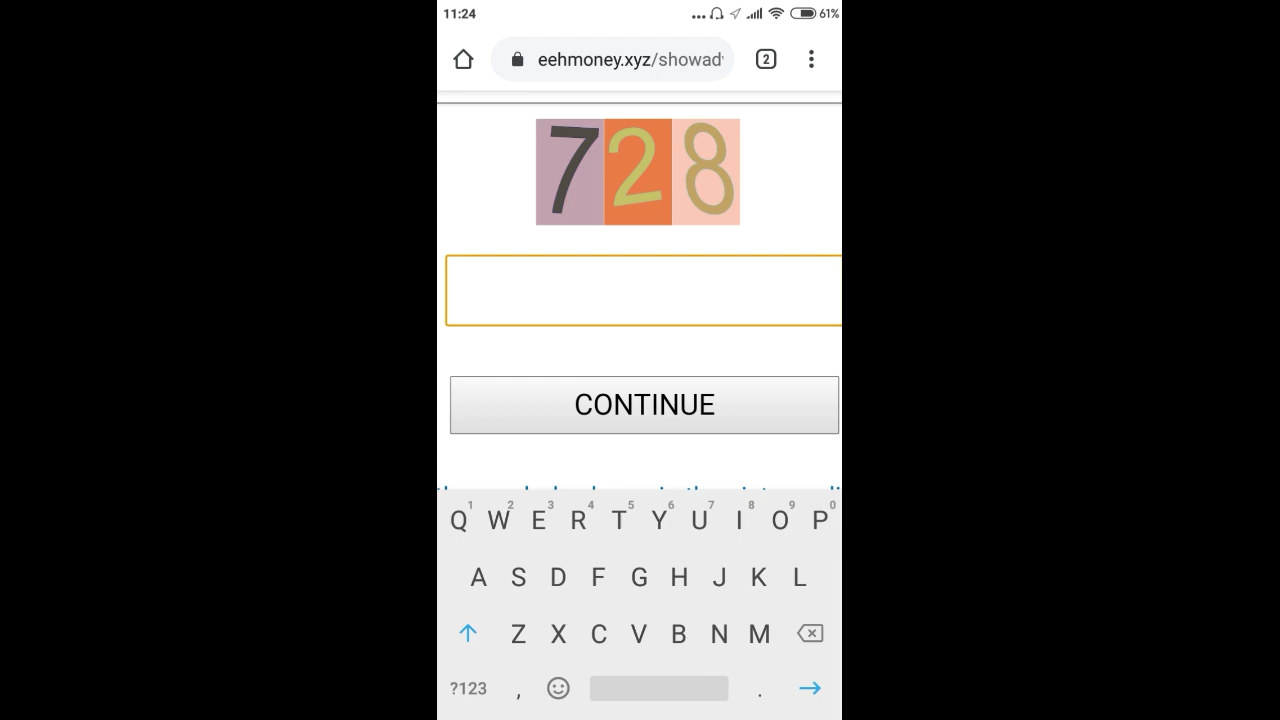 11:24
61%
eehmoney.xyz/showad
2
728
CONTINUE
1 2 3 4 5 6 7 8 9 0
Q W E R T Y U I O P
A S D F G H J K L
Z X C V B N M
?123 , .